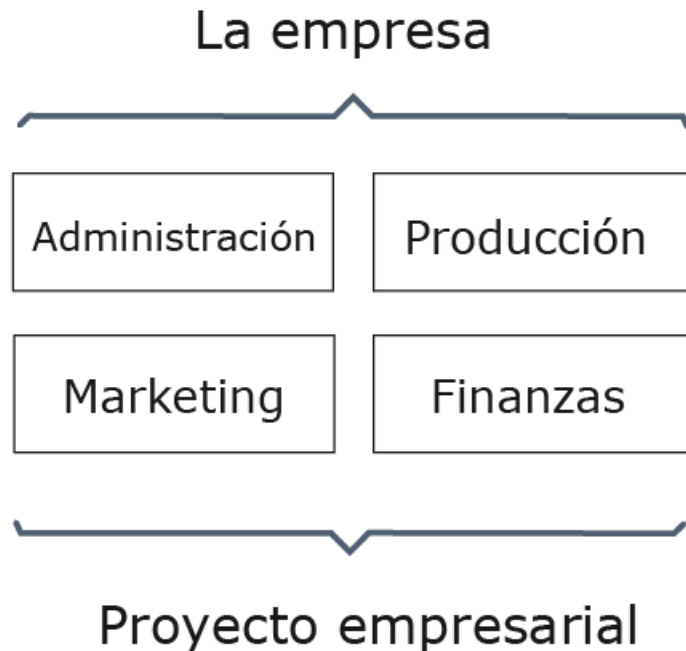 La empresa
Administración
Producción
Marketing
Finanzas
Proyecto empresarial